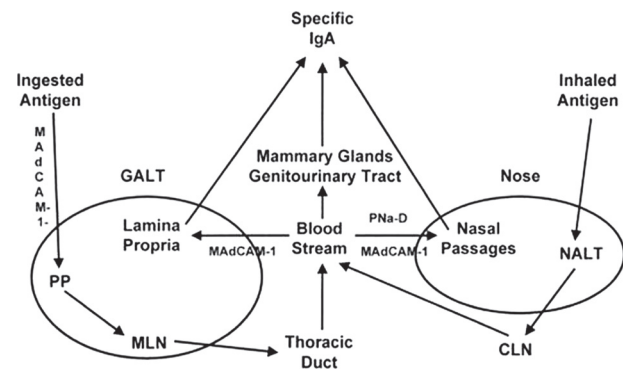 Specific
IgA
Ingested
Antigen
Inhaled
Antigen
M
A
d
C
A
M-
1-
GALT
Mammary Glands
Genitourinary Tract
Nose
Lamina
Propria
MAdCAM-1
Blood
Stream
PNa-D
MAdCAM-1
Nasal
Passages
NALT
PP
MLN
Thoracic
Duct
CLN